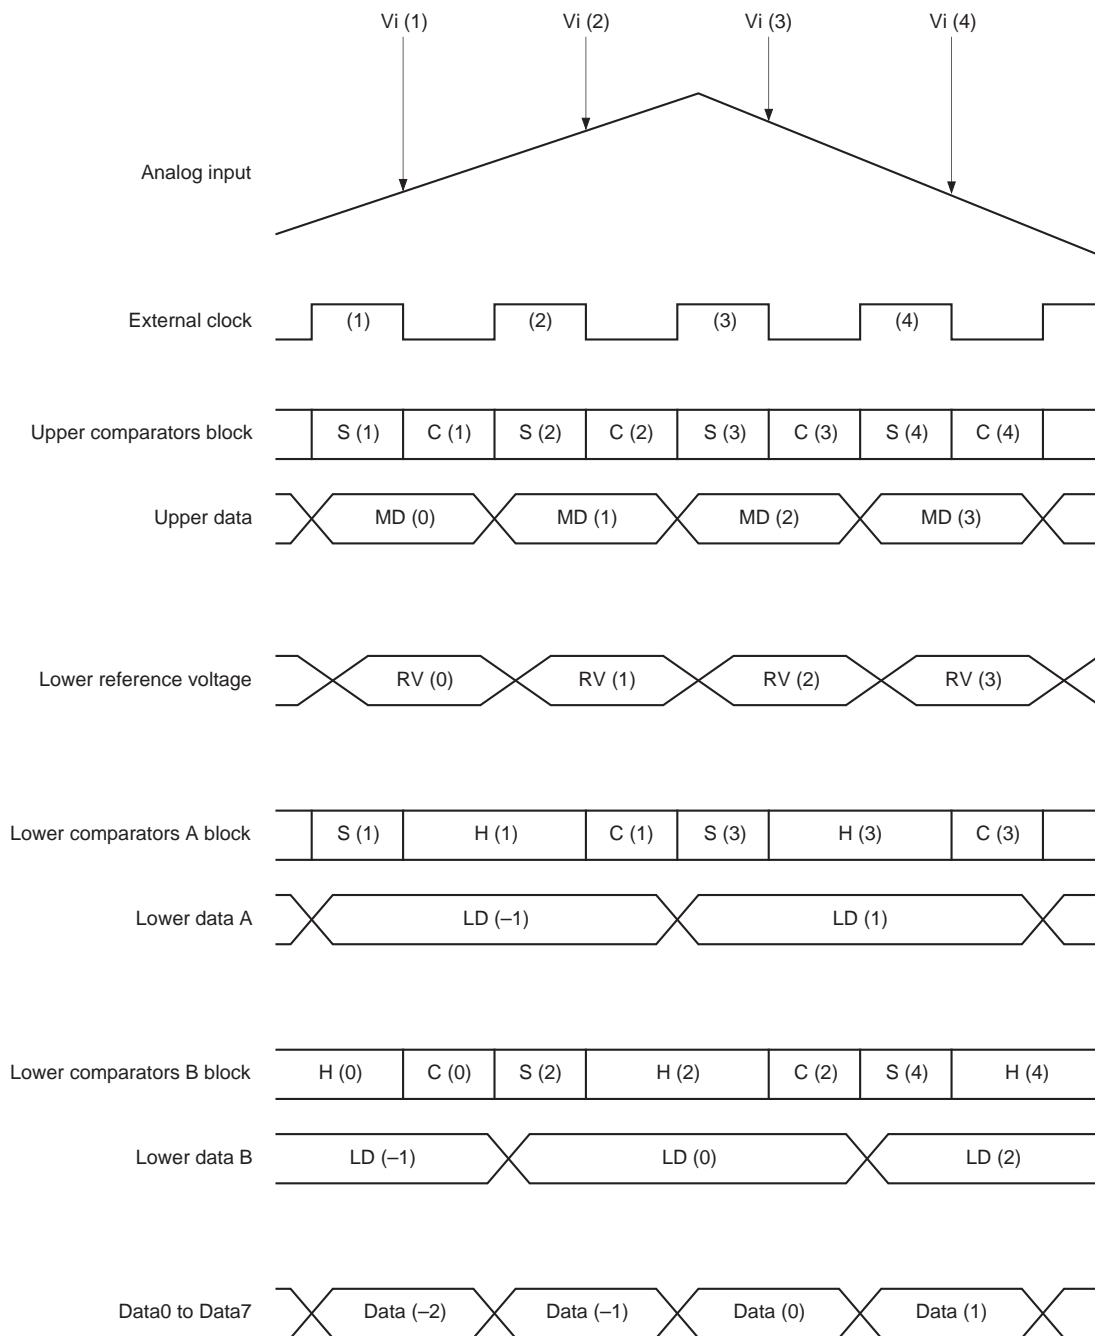 Vi (1) Vi (2) Vi (3) Vi (4)
Analog input
External clock (1) (2) (3) (4)
Upper comparators block S (1) C (1) S (2) C (2) S (3) C (3) S (4) C (4)
Upper data MD (0) MD (1) MD (2) MD (3)
Lower reference voltage RV (0) RV (1) RV (2) RV (3)
Lower comparators A block S (1) H (1) C (1) S (3) H (3) C (3)
Lower data A LD (–1) LD (1)
Lower comparators B block H (0) C (0) S (2) H (2) C (2) S (4) H (4)
Lower data B LD (–1) LD (0) LD (2)
Data0 to Data7 Data (–2) Data (–1) Data (0) Data (1)